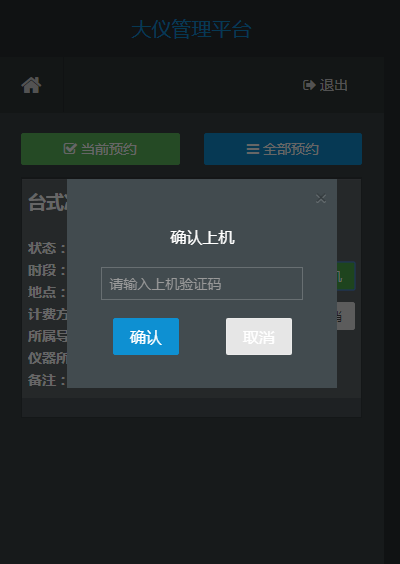 大仪管理平台
退出
当前预约
全部预约
台式
×
确认上机
状态：
时段：
请输入上机验证码
地点：
计费方
确认
取消
所属导
仪器所
备注：